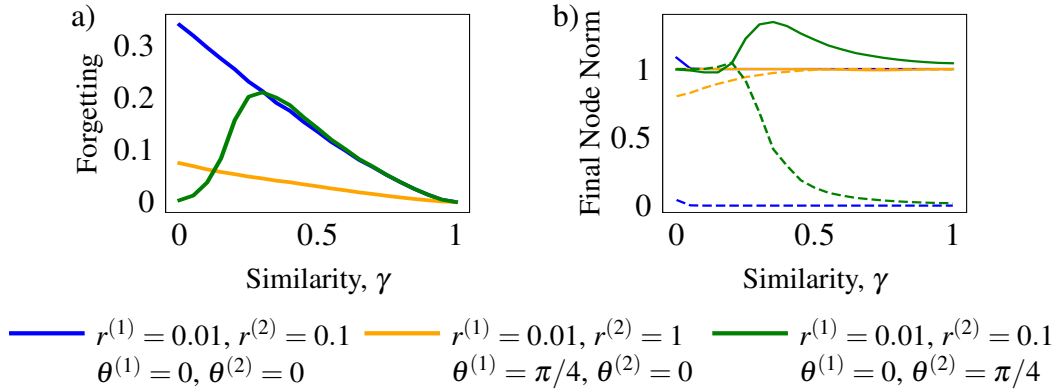 a)
Forgetting
0.3
0.2
0.1
0
0
0.5
1
Similarity, γ
b)
Final Node Norm
1
0.5
0
0
0.5
1
Similarity, γ
r^(1) = 0.01, r^(2) = 0.1
θ^(1) = 0, θ^(2) = 0
r^(1) = 0.01, r^(2) = 1
θ^(1) = π/4, θ^(2) = 0
r^(1) = 0.01, r^(2) = 0.1
θ^(1) = 0, θ^(2) = π/4